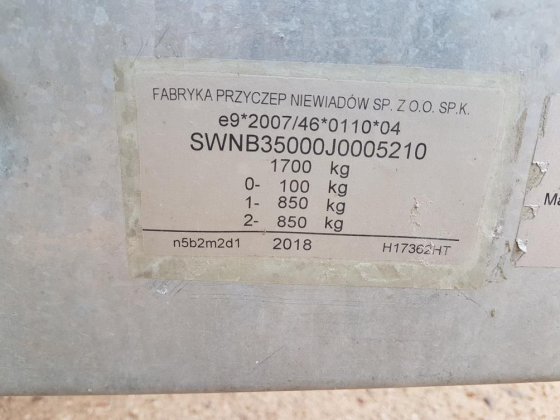 FABRYKA PRZYCZEP NIEWIADÓW SP. Z O.O. SP.K.
e9*2007/46*0110*04
SWNB35000J0005210
1700 kg
0- 100 kg
1- 850 kg
2- 850 kg
n5b2m2d1 2018 H17362HT
Ma